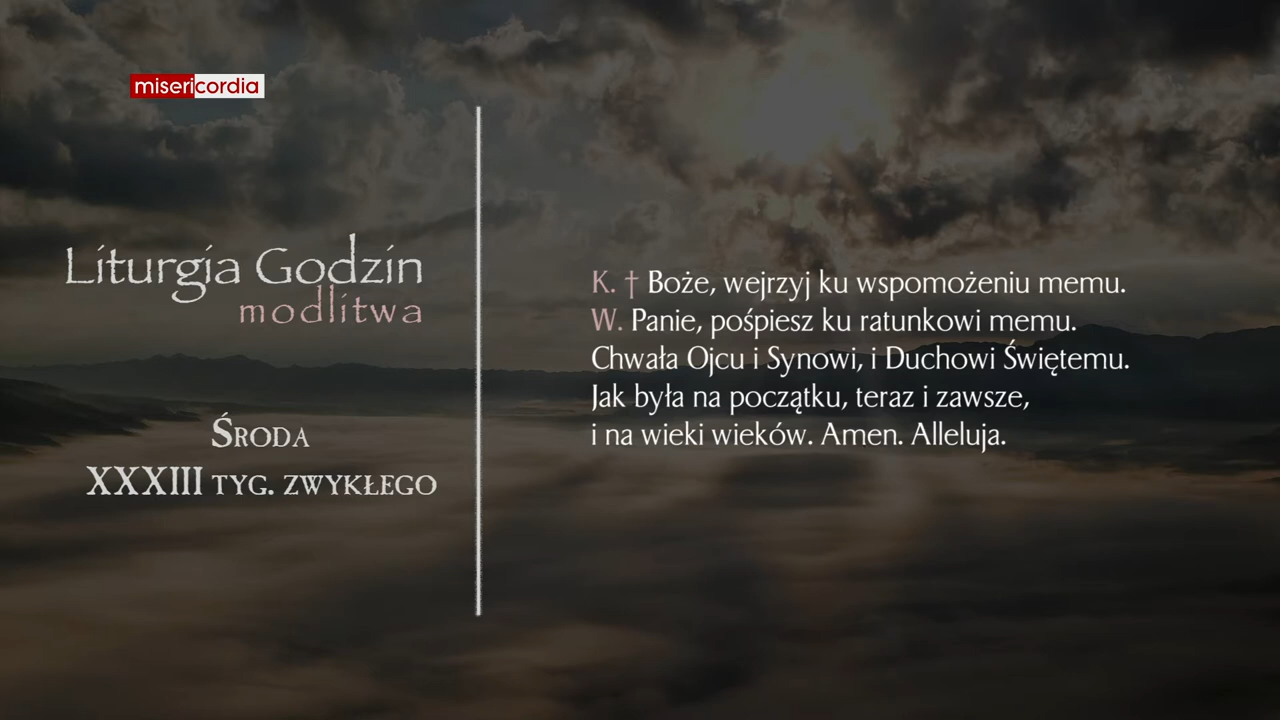 misericordia
Liturgia Godzin
modlitwa
Środa
XXXIII tyg. zwykłego
K. † Boże, wejrzyj ku wspomożeniu memu.
W. Panie, pośpiesz ku ratunkowi memu.
Chwała Ojcu i Synowi, i Duchowi Świętemu.
Jak była na początku, teraz i zawsze,
i na wieki wieków. Amen. Alleluja.